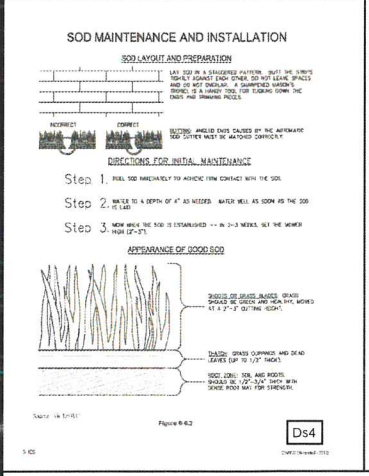 SOD MAINTENANCE AND INSTALLATION
SOD LAYOUT AND PREPARATION
LAY SOD IN A STAGGERED PATTERN. BUTT THE STRIPS
TIGHTLY AGAINST EACH OTHER. DO NOT LEAVE SPACES
AND DO NOT OVERLAP. A SHARPENED MASON'S
TROWEL IS A HANDY TOOL FOR TUCKING DOWN THE
ENDS AND TRIMMING PIECES.
INCORRECT
CORRECT
BUTTING: ANGLED ENDS CAUSED BY THE AUTOMATIC
SOD CUTTER MUST BE MATCHED CORRECTLY.
DIRECTIONS FOR INITIAL MAINTENANCE
Step 1. ROLL SOD IMMEDIATELY TO ACHIEVE FIRM CONTACT WITH THE SOIL.
Step 2. WATER TO A DEPTH OF 4" AS NEEDED. WATER WELL AS SOON AS THE SOD
IS LAID.
Step 3. MOW WHEN THE SOD IS ESTABLISHED -- IN 2-3 WEEKS. SET THE MOWER
HIGH (2"-3").
APPEARANCE OF GOOD SOD
SHOOTS OR GRASS BLADES: GRASS
SHOULD BE GREEN AND HEALTHY; MOWED
AT A 2"-3" CUTTING HEIGHT.
THATCH: GRASS CLIPPINGS AND DEAD
LEAVES (UP TO 1/2" THICK).
ROOT ZONE: SOIL AND ROOTS.
SHOULD BE 1/2"-3/4" THICK WITH
DENSE ROOT MAT FOR STRENGTH.
Source:
Figure 6-6.2
Ds4